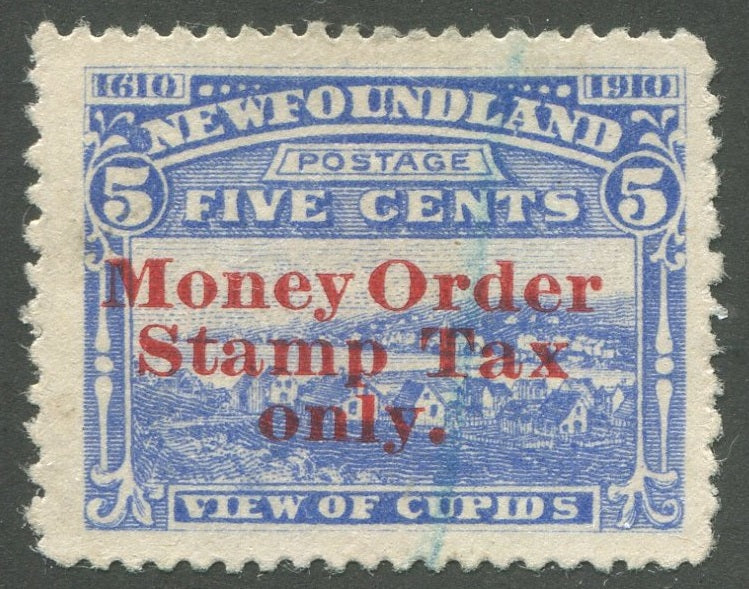 1610 1910
NEWFOUNDLAND
POSTAGE
5 FIVE CENTS 5
Money Order
Stamp Tax
only.
VIEW OF CUPIDS